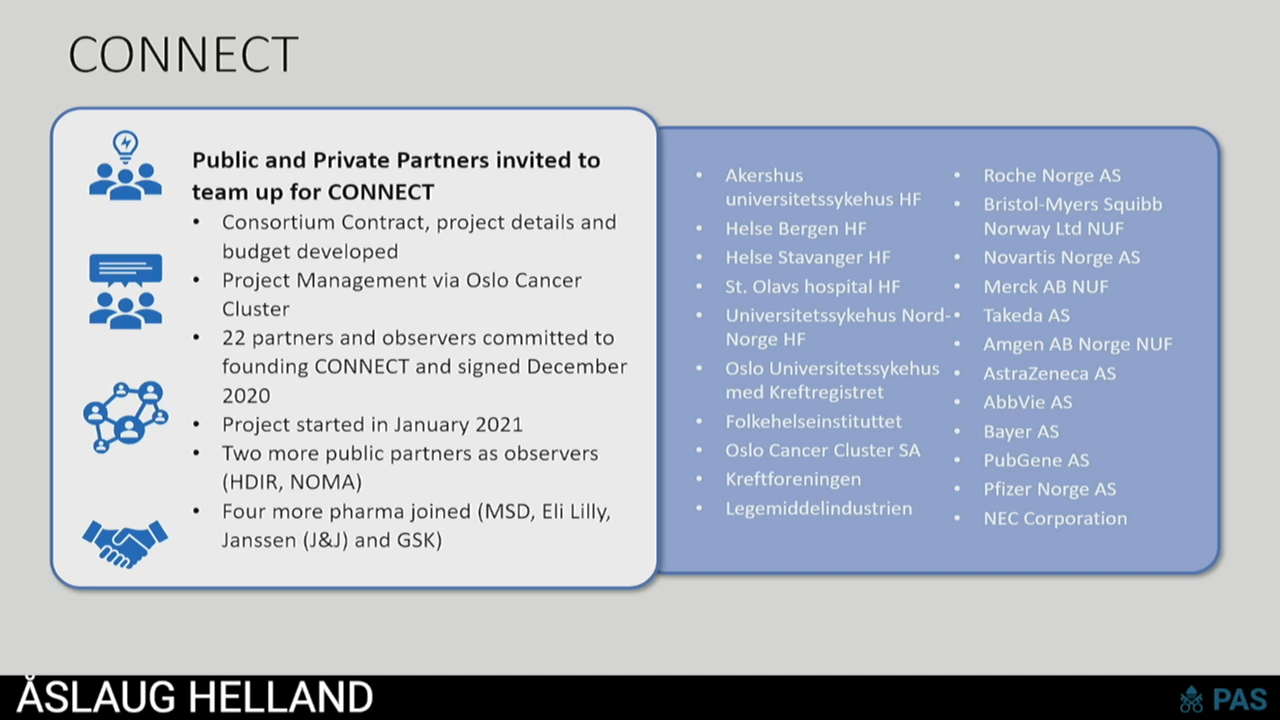 CONNECT
Public and Private Partners invited to
team up for CONNECT
• Consortium Contract, project details and
budget developed
• Project Management via Oslo Cancer
Cluster
• 22 partners and observers committed to
founding CONNECT and signed December
2020
• Project started in January 2021
• Two more public partners as observers
(HDIR, NOMA)
• Four more pharma joined (MSD, Eli Lilly,
Janssen (J&J) and GSK)
• Akershus
universitetssykehus HF
• Helse Bergen HF
• Helse Stavanger HF
• St. Olavs hospital HF
• Universitetssykehus Nord-
Norge HF
• Oslo Universitetssykehus
med Kreftregistret
• Folkehelseinstituttet
• Oslo Cancer Cluster SA
• Kreftforeningen
• Legemiddelindustrien
• Roche Norge AS
• Bristol-Myers Squibb
Norway Ltd NUF
• Novartis Norge AS
• Merck AB NUF
• Takeda AS
• Amgen AB Norge NUF
• AstraZeneca AS
• AbbVie AS
• Bayer AS
• PubGene AS
• Pfizer Norge AS
• NEC Corporation
ÅSLAUG HELLAND
PAS